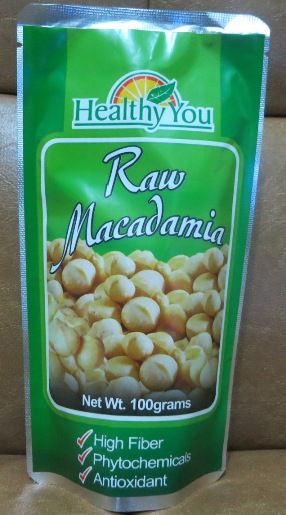 Healthy You
Raw
Macadamia
Net Wt. 100grams
High Fiber
Phytochemicals
Antioxidant